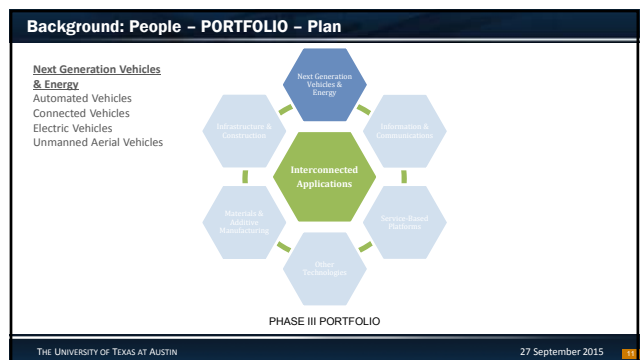 Background: People – PORTFOLIO – Plan
Next Generation Vehicles
& Energy
Automated Vehicles
Connected Vehicles
Electric Vehicles
Unmanned Aerial Vehicles
Next Generation
Vehicles &
Energy
Infrastructure &
Construction
Information &
Communications
Interconnected
Applications
Materials &
Additive
Manufacturing
Service-Based
Platforms
Other
Technologies
PHASE III PORTFOLIO
THE UNIVERSITY OF TEXAS AT AUSTIN
27 September 2015
11